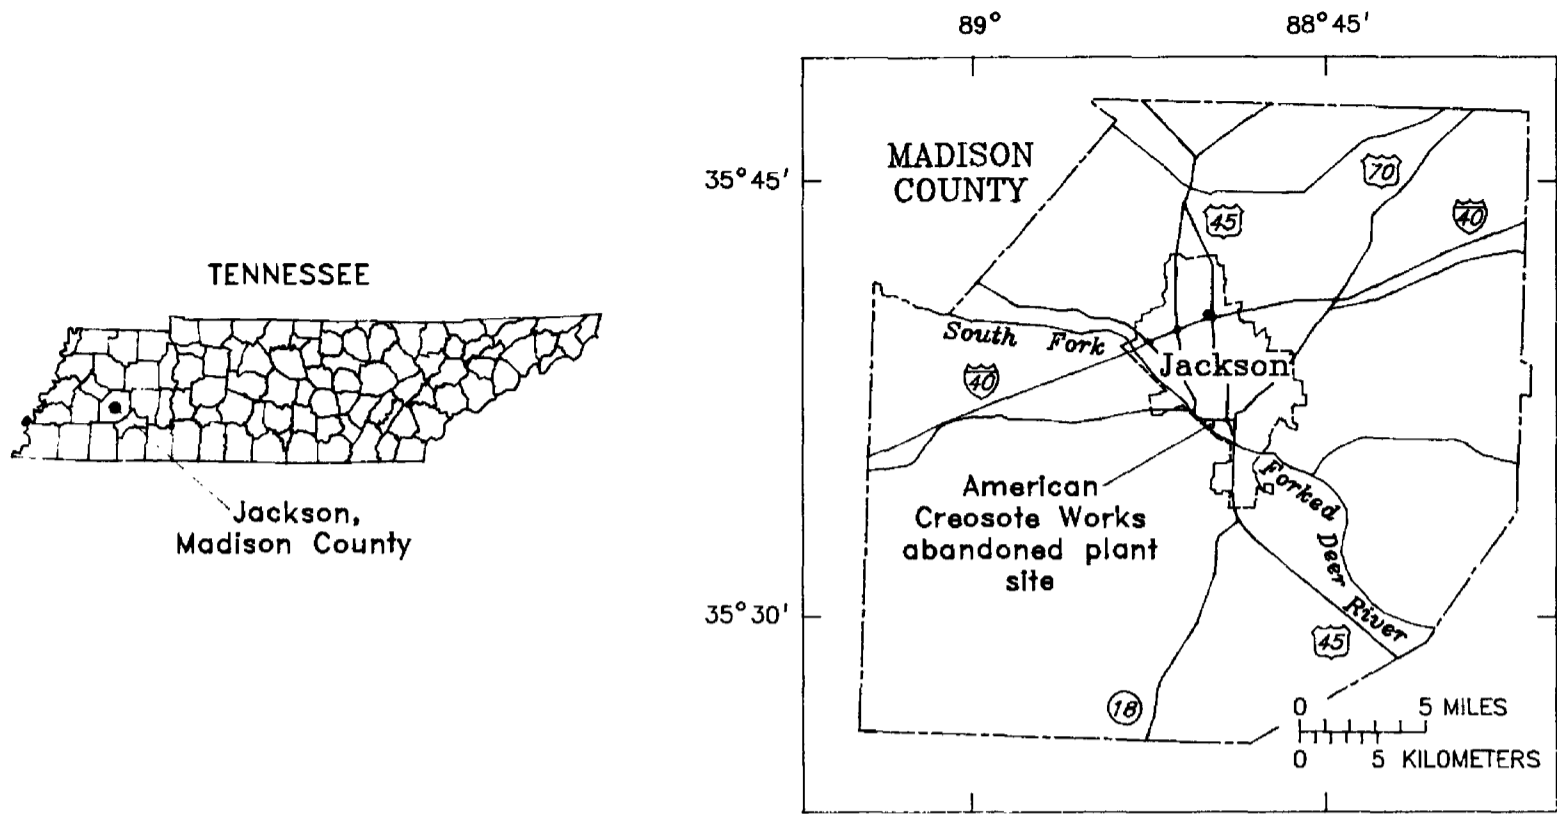 TENNESSEE
Jackson,
Madison County
89°
88°45'
35°45'
35°30'
MADISON
COUNTY
70
45
40
South Fork
Jackson
40
American
Creosote Works
abandoned plant
site
Forked
Deer
River
45
18
0 5 MILES
0 5 KILOMETERS